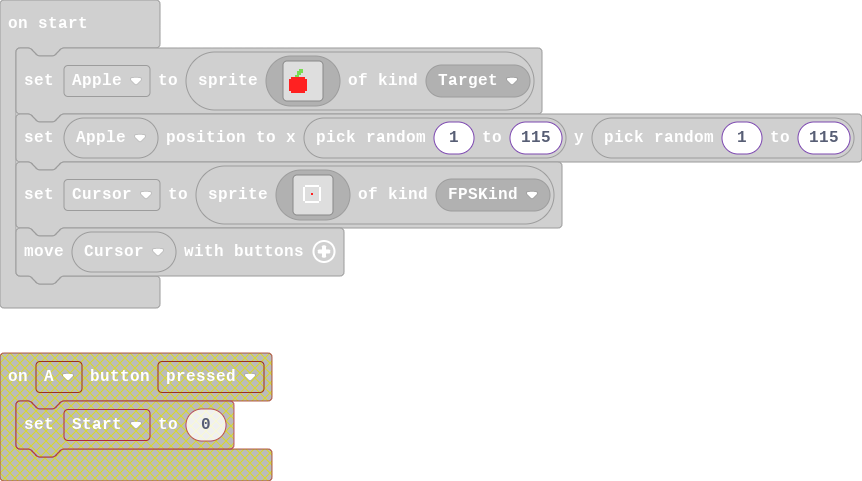 on start
set Apple to sprite of kind Target
set Apple position to x pick random 1 to 115 y pick random 1 to 115
set Cursor to sprite of kind FPSKind
move Cursor with buttons
on A button pressed
set Start to 0